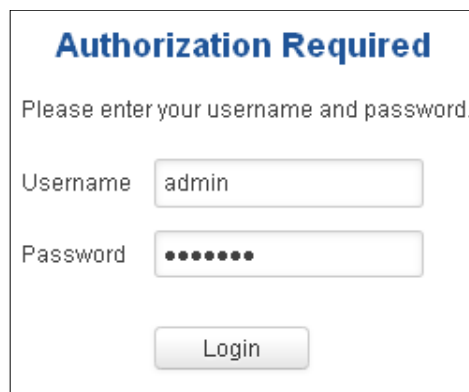 Authorization Required
Please enter your username and password.
Username admin
Password •••••••
Login